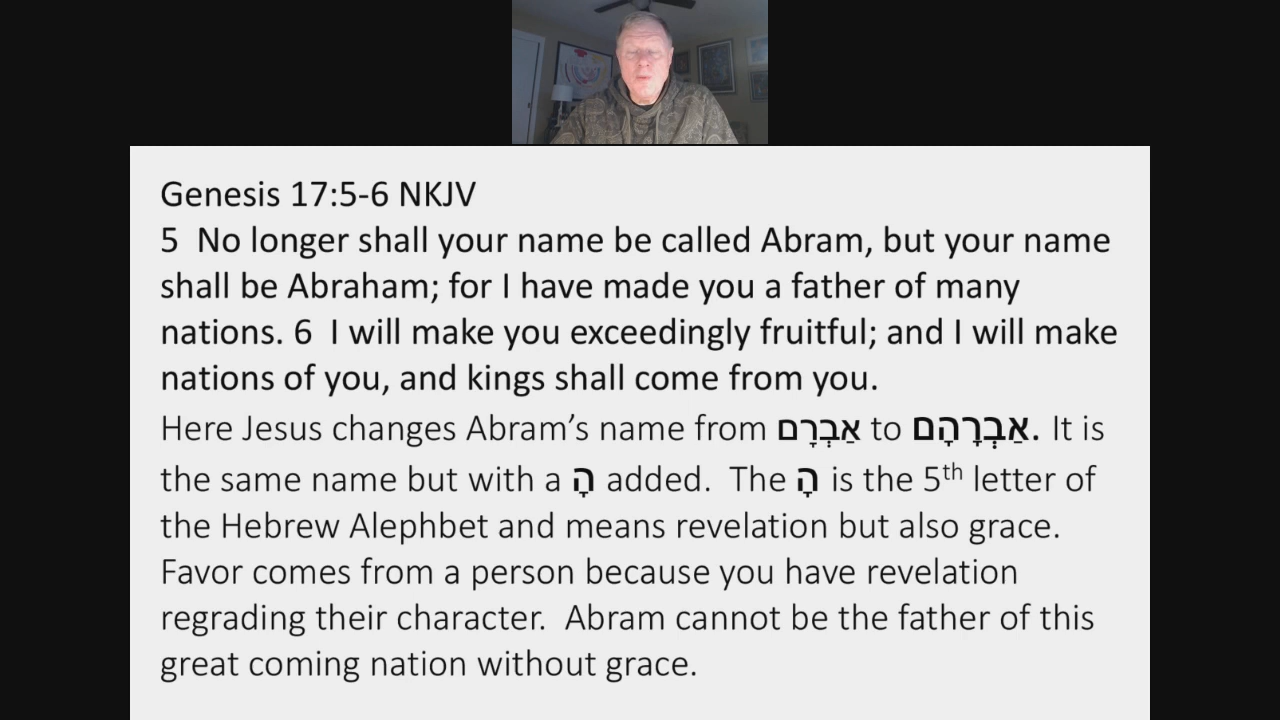 Genesis 17:5-6 NKJV
5  No longer shall your name be called Abram, but your name
shall be Abraham; for I have made you a father of many
nations. 6  I will make you exceedingly fruitful; and I will make
nations of you, and kings shall come from you.
Here Jesus changes Abram’s name from אַבְרָם to אַבְרָהָם. It is
the same name but with a הָ added.  The הָ is the 5th letter of
the Hebrew Alephbet and means revelation but also grace.
Favor comes from a person because you have revelation
regrading their character.  Abram cannot be the father of this
great coming nation without grace.